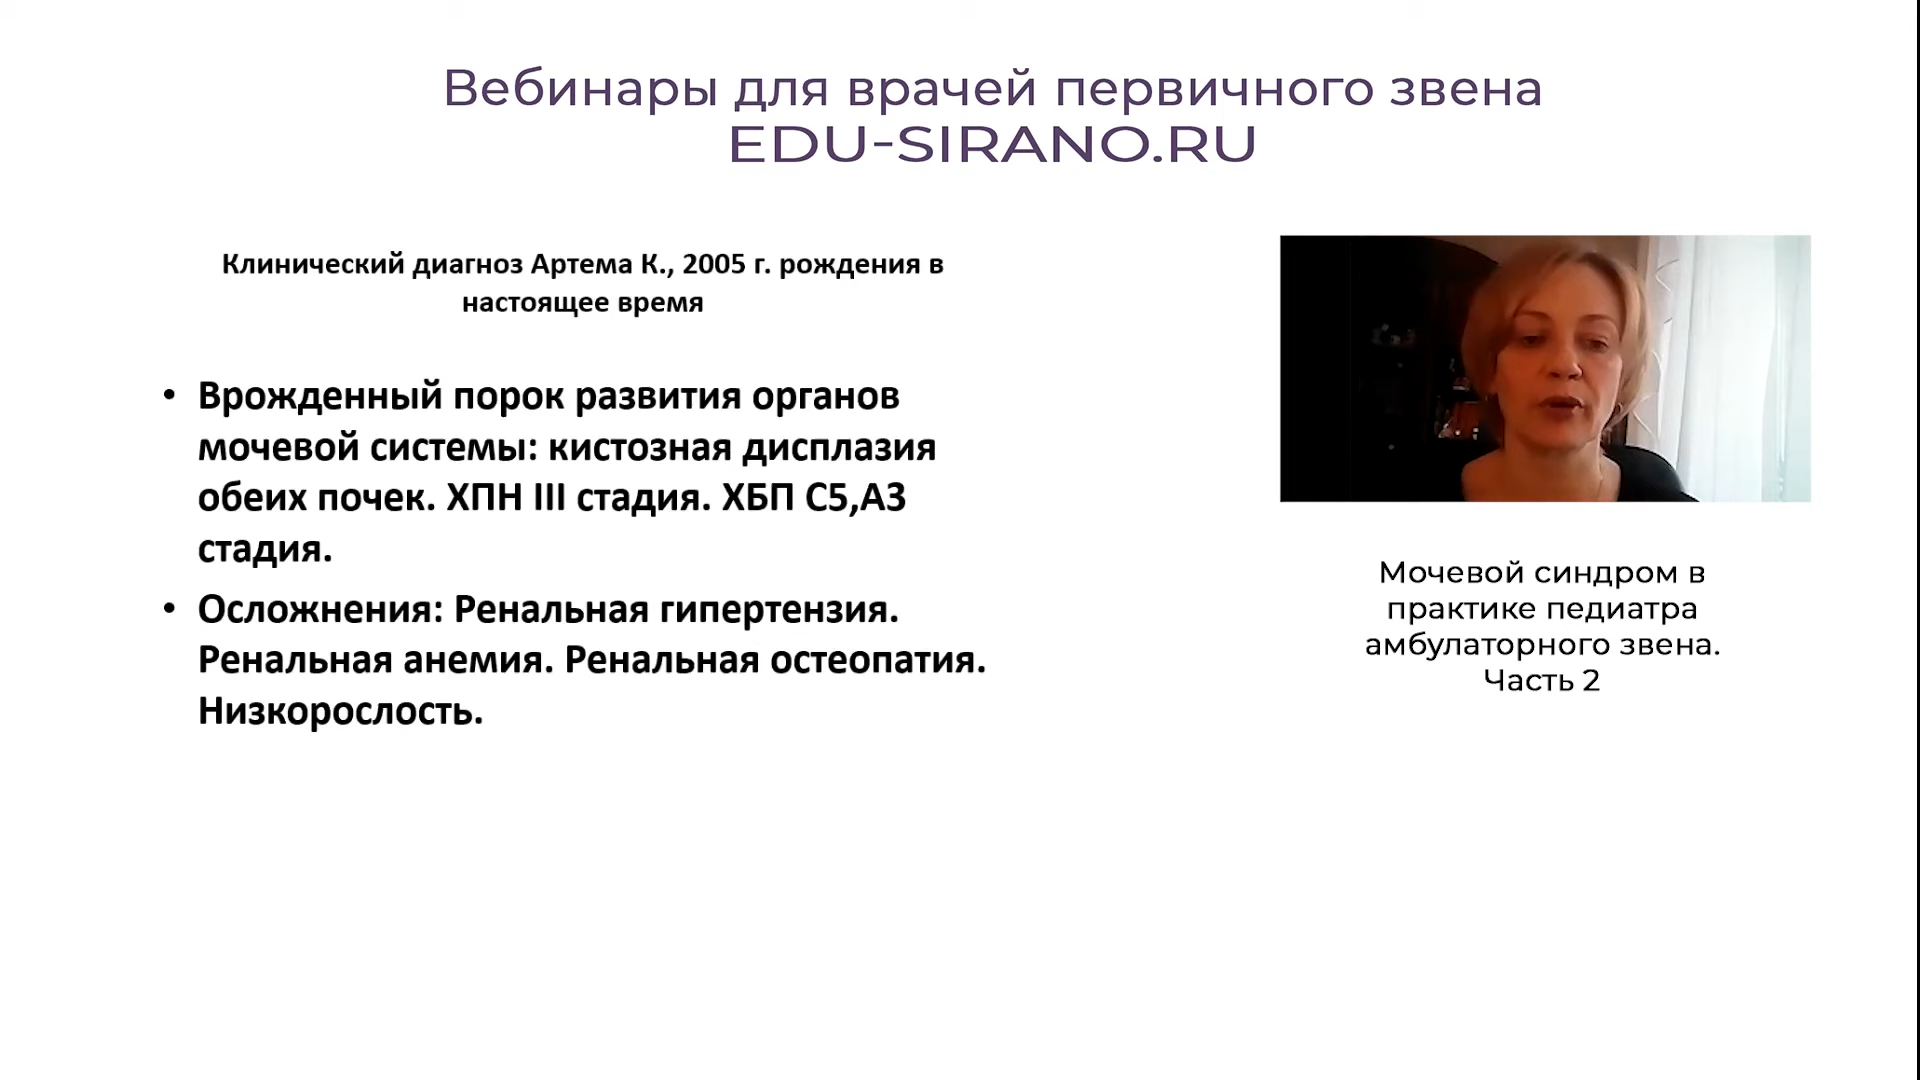 Вебинары для врачей первичного звена
EDU-SIRANO.RU
Клинический диагноз Артема К., 2005 г. рождения в
настоящее время
• Врожденный порок развития органов
мочевой системы: кистозная дисплазия
обеих почек. ХПН III стадия. ХБП С5,А3
стадия.
• Осложнения: Ренальная гипертензия.
Ренальная анемия. Ренальная остеопатия.
Низкорослость.
Мочевой синдром в
практике педиатра
амбулаторного звена.
Часть 2